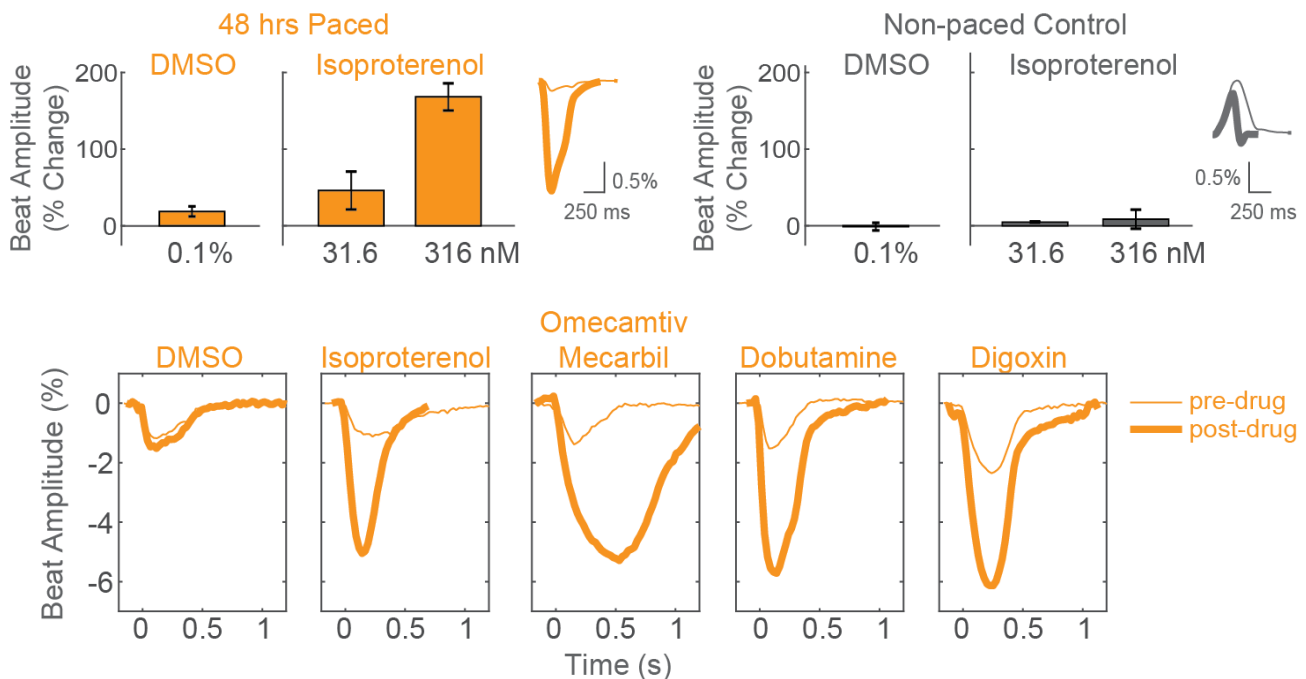 48 hrs Paced
Non-paced Control
DMSO
Isoproterenol
DMSO
Isoproterenol
Beat Amplitude
(% Change)
200
100
0
0.1%
31.6
316 nM
0.5%
250 ms
Beat Amplitude
(% Change)
200
100
0
0.1%
31.6
316 nM
0.5%
250 ms
DMSO
Isoproterenol
Omecamtiv
Mecarbil
Dobutamine
Digoxin
Beat Amplitude (%)
0
-2
-4
-6
0 0.5 1
0 0.5 1
0 0.5 1
0 0.5 1
0 0.5 1
Time (s)
pre-drug
post-drug